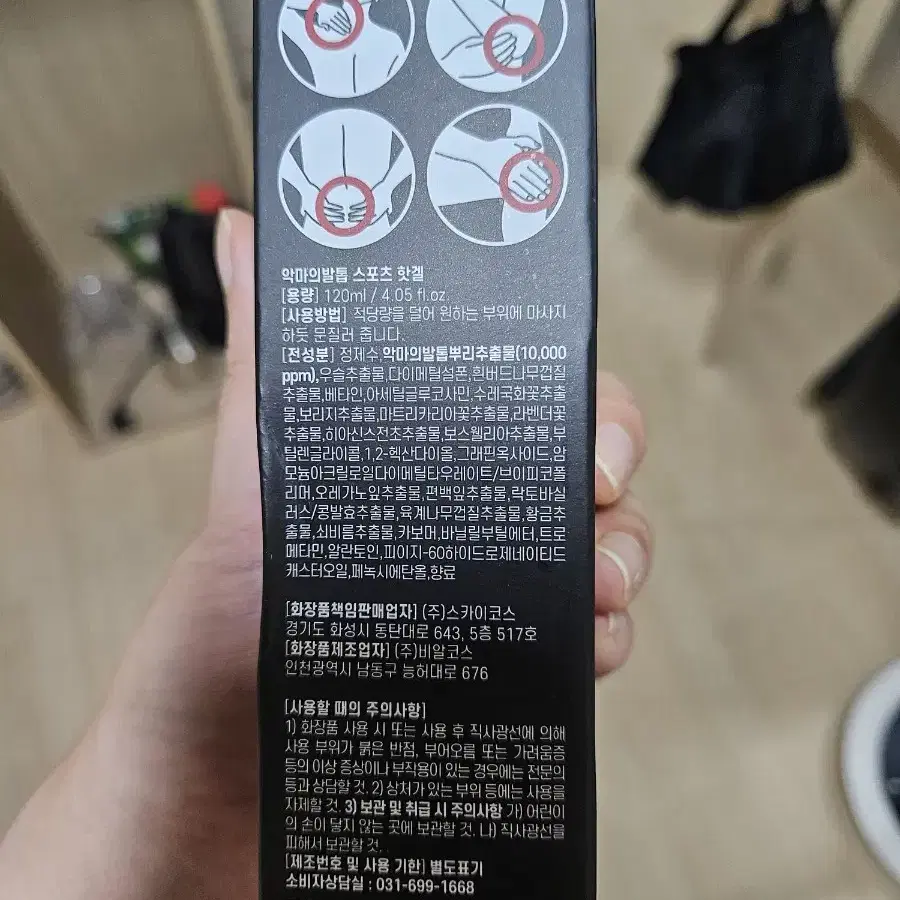 악마의발톱 스포츠 핫겔
[용량] 120ml / 4.05 fl.oz.
[사용방법] 적당량을 덜어 원하는 부위에 마사지
하듯 문질러 줍니다.
[전성분] 정제수,악마의발톱뿌리추출물(10,000
ppm),우슬추출물,다이메틸설폰,흰버드나무껍질
추출물,베타인,아세틸글루코사민,수레국화꽃추출
물,보리지추출물,마트리카리아꽃추출물,라벤더꽃
추출물,히아신스전초추출물,보스웰리아추출물,부
틸렌글라이콜,1,2-헥산다이올,그래핀옥사이드,암
모늄아크릴로일다이메틸타우레이트/브이피코폴
리머,오레가노잎추출물,편백잎추출물,락토바실
러스/콩발효추출물,육계나무껍질추출물,황금추출
물,쇠비름추출물,카보머,바닐릴부틸에터,트로
메타민,알란토인,피이지-60하이드로제네이티드
캐스터오일,페녹시에탄올,향료
[화장품책임판매업자] (주)스카이코스
경기도 화성시 동탄대로 643, 5층 517호
[화장품제조업자] (주)비알코스
인천광역시 남동구 능허대로 676
[사용할 때의 주의사항]
1) 화장품 사용 시 또는 사용 후 직사광선에 의해
사용 부위가 붉은 반점, 부어오름 또는 가려움증
등의 이상 증상이나 부작용이 있는 경우에는 전문의
등과 상담할 것. 2) 상처가 있는 부위 등에는 사용을
자제할 것. 3) 보관 및 취급 시 주의사항 가) 어린이
의 손이 닿지 않는 곳에 보관할 것. 나) 직사광선을
피해서 보관할 것.
[제조번호 및 사용 기한] 별도표기
소비자상담실 : 031-699-1668